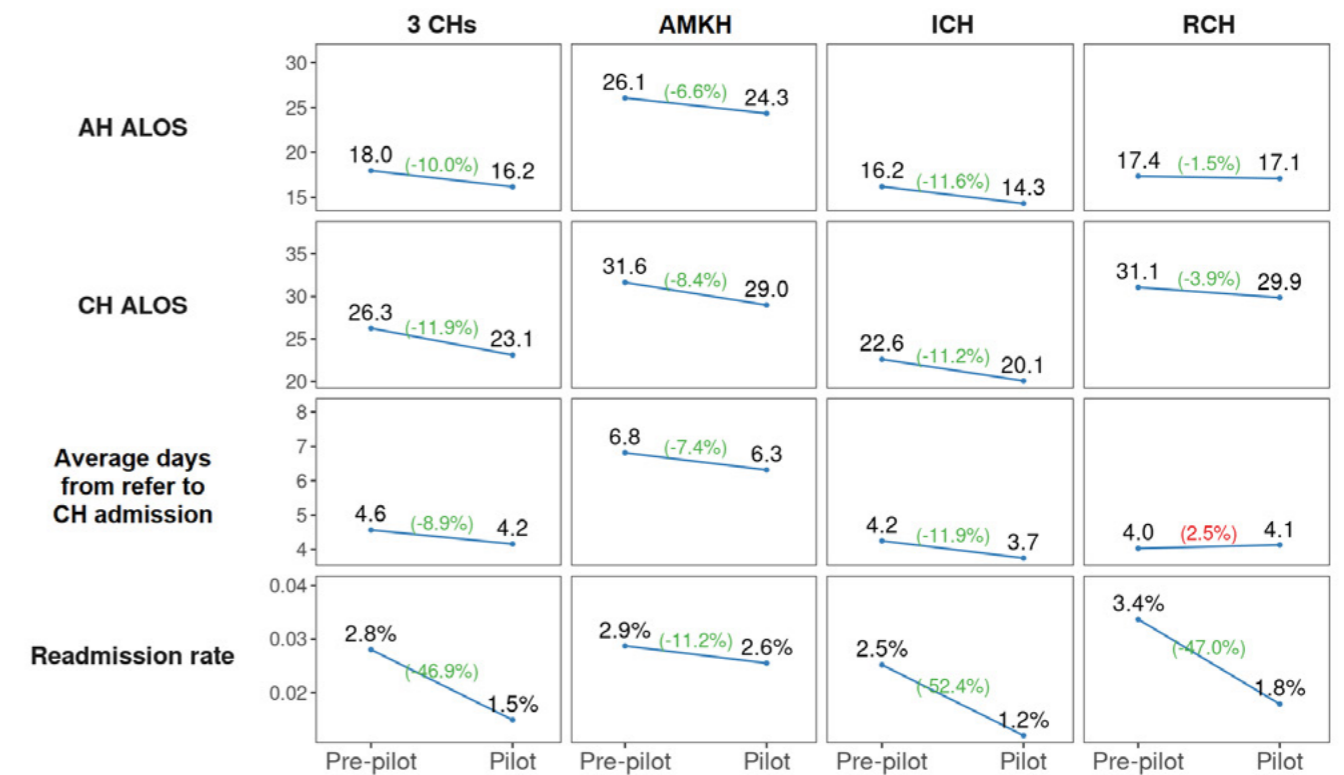 3 CHs AMKH ICH RCH
AH ALOS
30
25
20
15
18.0 (-10.0%) 16.2
26.1 (-6.6%) 24.3
16.2 (-11.6%) 14.3
17.4 (-1.5%) 17.1
CH ALOS
35
30
25
20
26.3 (-11.9%) 23.1
31.6 (-8.4%) 29.0
22.6 (-11.2%) 20.1
31.1 (-3.9%) 29.9
Average days
from refer to
CH admission
8
7
6
5
4
4.6 (-8.9%) 4.2
6.8 (-7.4%) 6.3
4.2 (-11.9%) 3.7
4.0 (2.5%) 4.1
Readmission rate
0.04
0.03
0.02
2.8% (-46.9%) 1.5%
2.9% (-11.2%) 2.6%
2.5% (-52.4%) 1.2%
3.4% (-47.0%) 1.8%
Pre-pilot Pilot Pre-pilot Pilot Pre-pilot Pilot Pre-pilot Pilot